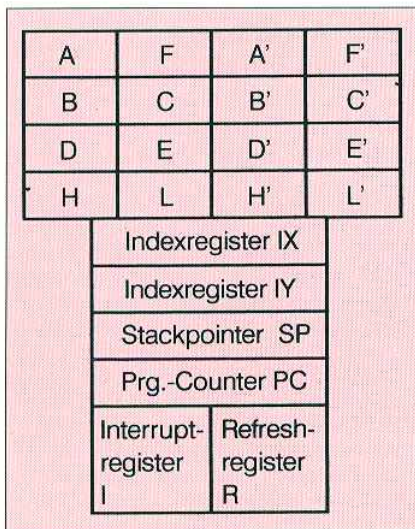 A F A’ F’
B C B’ C’
D E D’ E’
H L H’ L’
Indexregister IX
Indexregister IY
Stackpointer SP
Prg.-Counter PC
Interrupt-
register
I
Refresh-
register
R